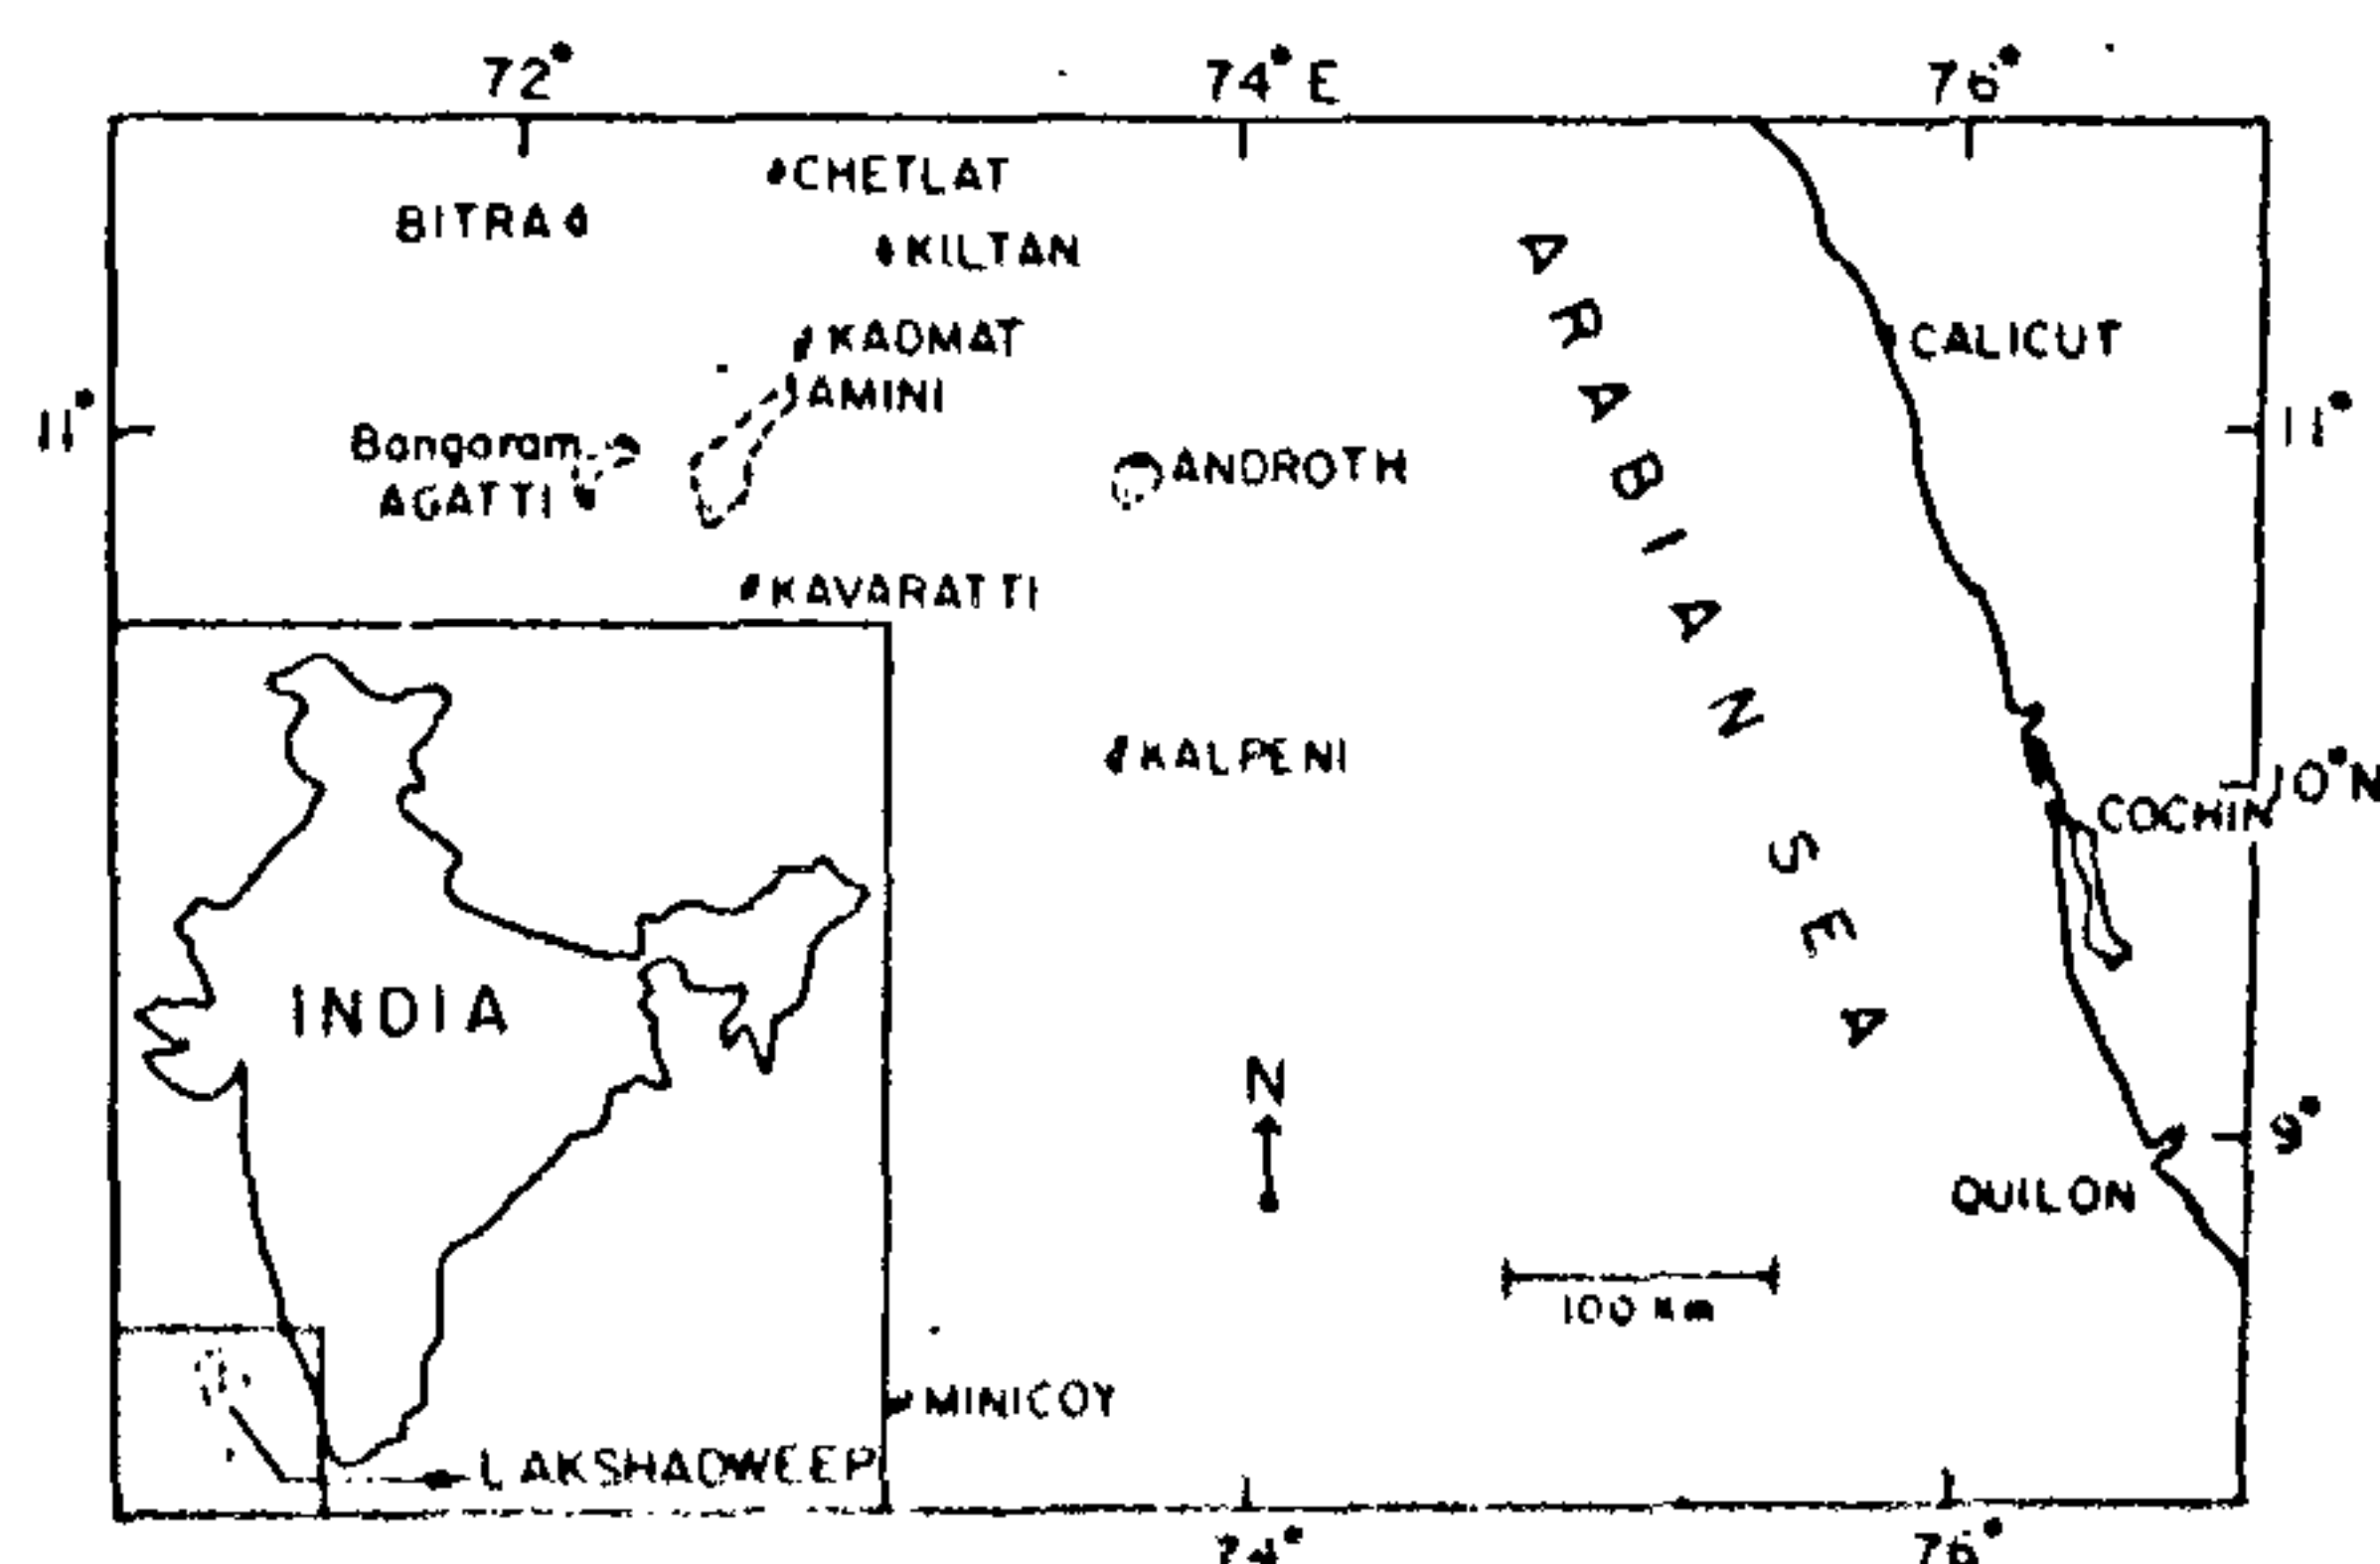 72° 74° E 76°
CHETLAT
BITRA
KILTAN
KADMAT
CALICUT
AMINI
11° 11°
Bangaram
ANDROTH
AGATTI
KAVARATTI
ARABIAN SEA
KALPENI
10° N
COCHIN
INDIA
N
9°
QUILON
100 Km
MINICOY
LAKSHADWEEP
74° 76°